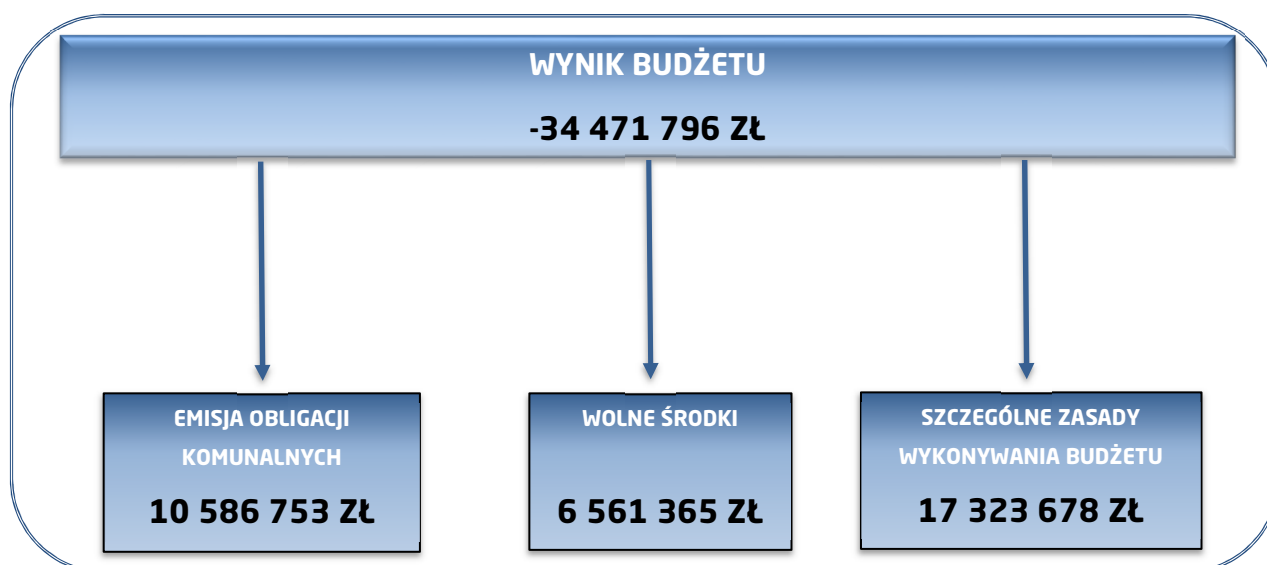 WYNIK BUDŻETU
-34 471 796 ZŁ
EMISJA OBLIGACJI
KOMUNALNYCH
10 586 753 ZŁ
WOLNE ŚRODKI
6 561 365 ZŁ
SZCZEGÓLNE ZASADY
WYKONYWANIA BUDŻETU
17 323 678 ZŁ